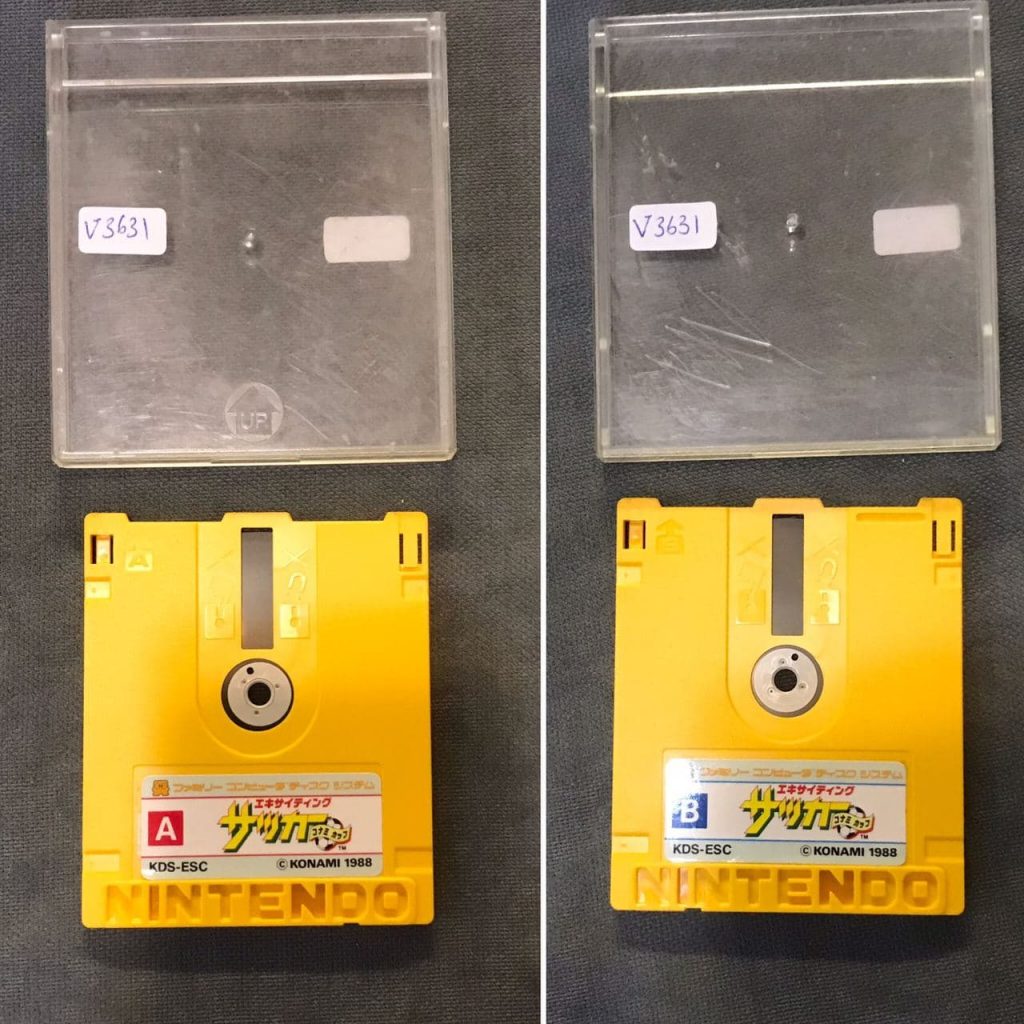 V3631
UP
A
ファミリー コンピュータ ディスク システム
A
エキサイティング
サッカー
コナミ カップ
TM
KDS-ESC
© KONAMI 1988
NINTENDO
V3631
ファミリー コンピュータ ディスク システム
B
エキサイティング
サッカー
コナミ カップ
TM
KDS-ESC
© KONAMI 1988
NINTENDO